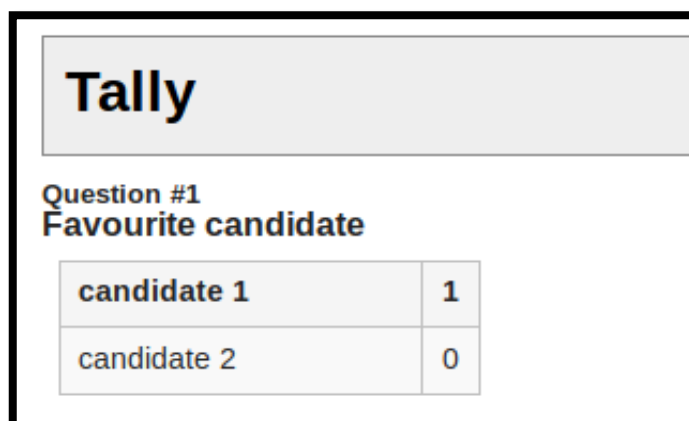 Tally
Question #1
Favourite candidate
candidate 1 1
candidate 2 0